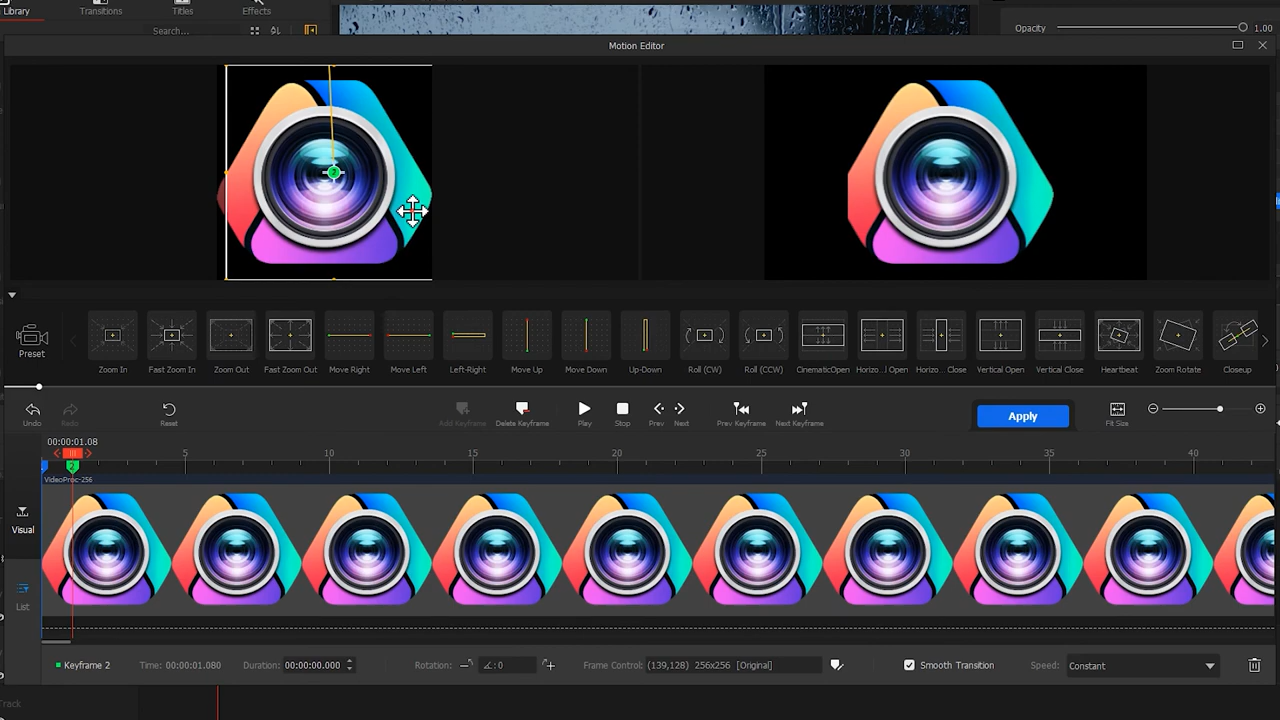 Library Transitions Titles Effects
Search...
Opacity 1.00
Motion Editor
2
Preset
Zoom In Fast Zoom In Zoom Out Fast Zoom Out Move Right Move Left Left-Right Move Up Move Down Up-Down Roll (CW) Roll (CCW) CinematicOpen Horizo...l Open Horizo... Close Vertical Open Vertical Close Heartbeat Zoom Rotate Closeup
Undo Redo Reset Add Keyframe Delete Keyframe Play Stop Prev Next Prev Keyframe Next Keyframe Apply Fit Size
00:00:01.08
5 10 15 20 25 30 35 40
2
VideoProc-256
Visual
List
Keyframe 2 Time: 00:00:01.080 Duration: 00:00:00.000 Rotation: ∠:0 Frame Control: (139,128) 256x256 [Original] Smooth Transition Speed: Constant
Track